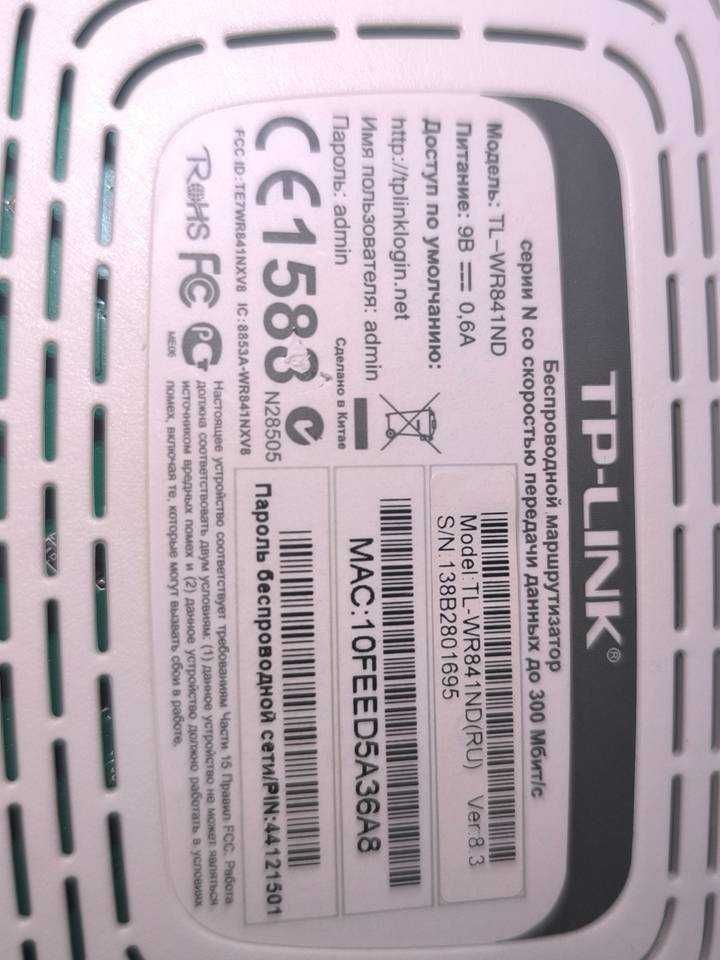 TP-LINK®
Беспроводной маршрутизатор
серии N со скоростью передачи данных до 300 Мбит/с
Модель: TL-WR841ND
Питание: 9В 0,6А
Доступ по умолчанию:
http://tplinklogin.net
Имя пользователя: admin
Пароль: admin
Сделано в Китае
Model:TL-WR841ND(RU) Ver:8.3
S/N:138B2801695
MAC:10FEED5A36A8
Пароль беспроводной сети/PIN:44121501
CE1583
N28505
FCC ID:TE7WR841NXV8 IC:8853A-WR841NXV8
RoHS FC PCT
ME06
Настоящее устройство соответствует требованиям Части 15 Правил FCC. Работа
должна соответствовать двум условиям: (1) данное устройство не может являться
источником вредных помех и (2) данное устройство должно работать в условиях
помех, включая те, которые могут вызвать сбои в работе.